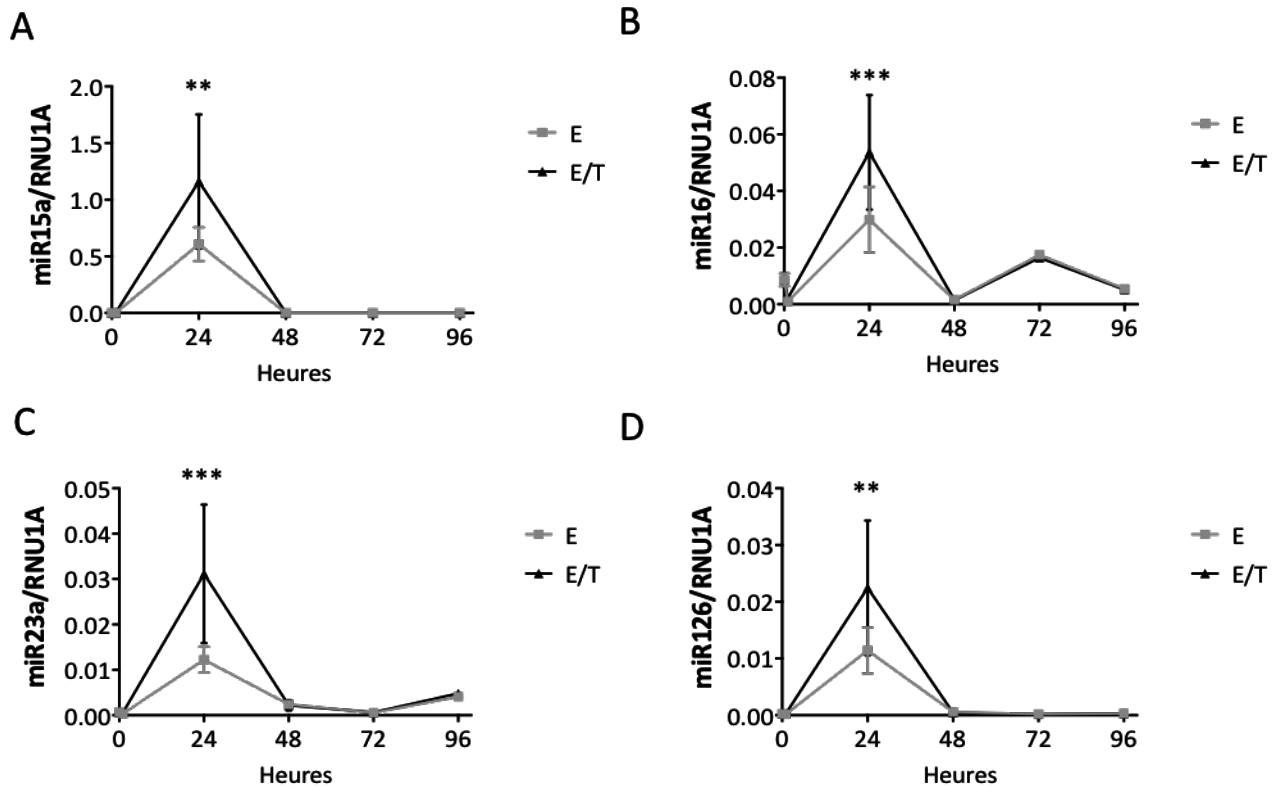 A
**
miR15a/RNU1A
2.0
1.5
1.0
0.5
0.0
0 24 48 72 96
Heures
E
E/T
B
***
miR16/RNU1A
0.08
0.06
0.04
0.02
0.00
0 24 48 72 96
Heures
E
E/T
C
***
miR23a/RNU1A
0.05
0.04
0.03
0.02
0.01
0.00
0 24 48 72 96
Heures
E
E/T
D
**
miR126/RNU1A
0.04
0.03
0.02
0.01
0.00
0 24 48 72 96
Heures
E
E/T